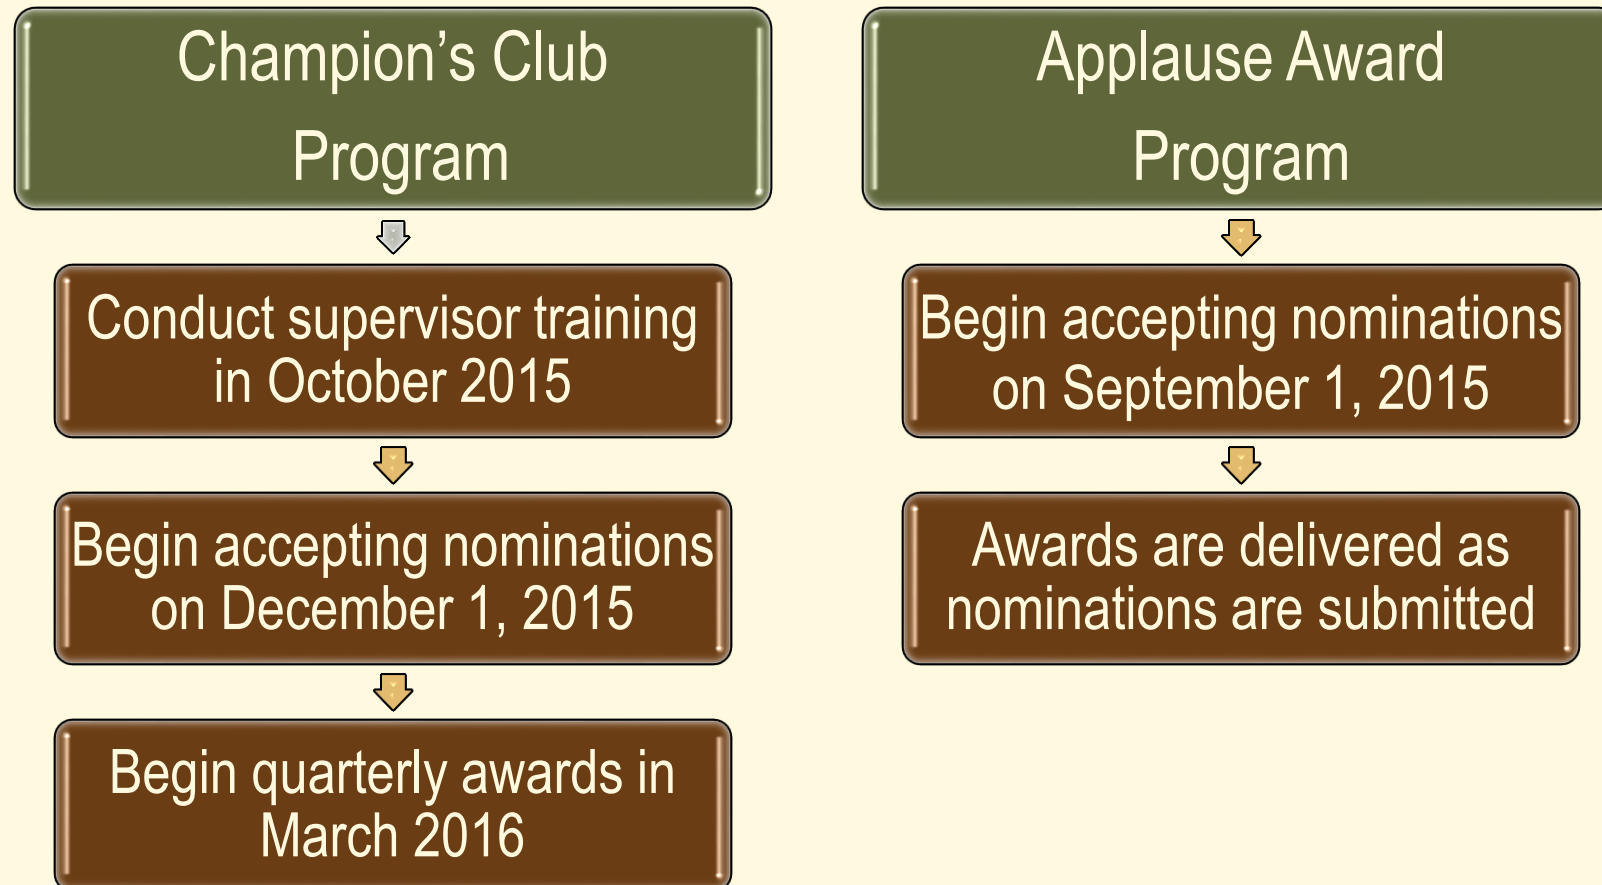 Champion’s Club
Program
Conduct supervisor training
in October 2015
Begin accepting nominations
on December 1, 2015
Begin quarterly awards in
March 2016
Applause Award
Program
Begin accepting nominations
on September 1, 2015
Awards are delivered as
nominations are submitted